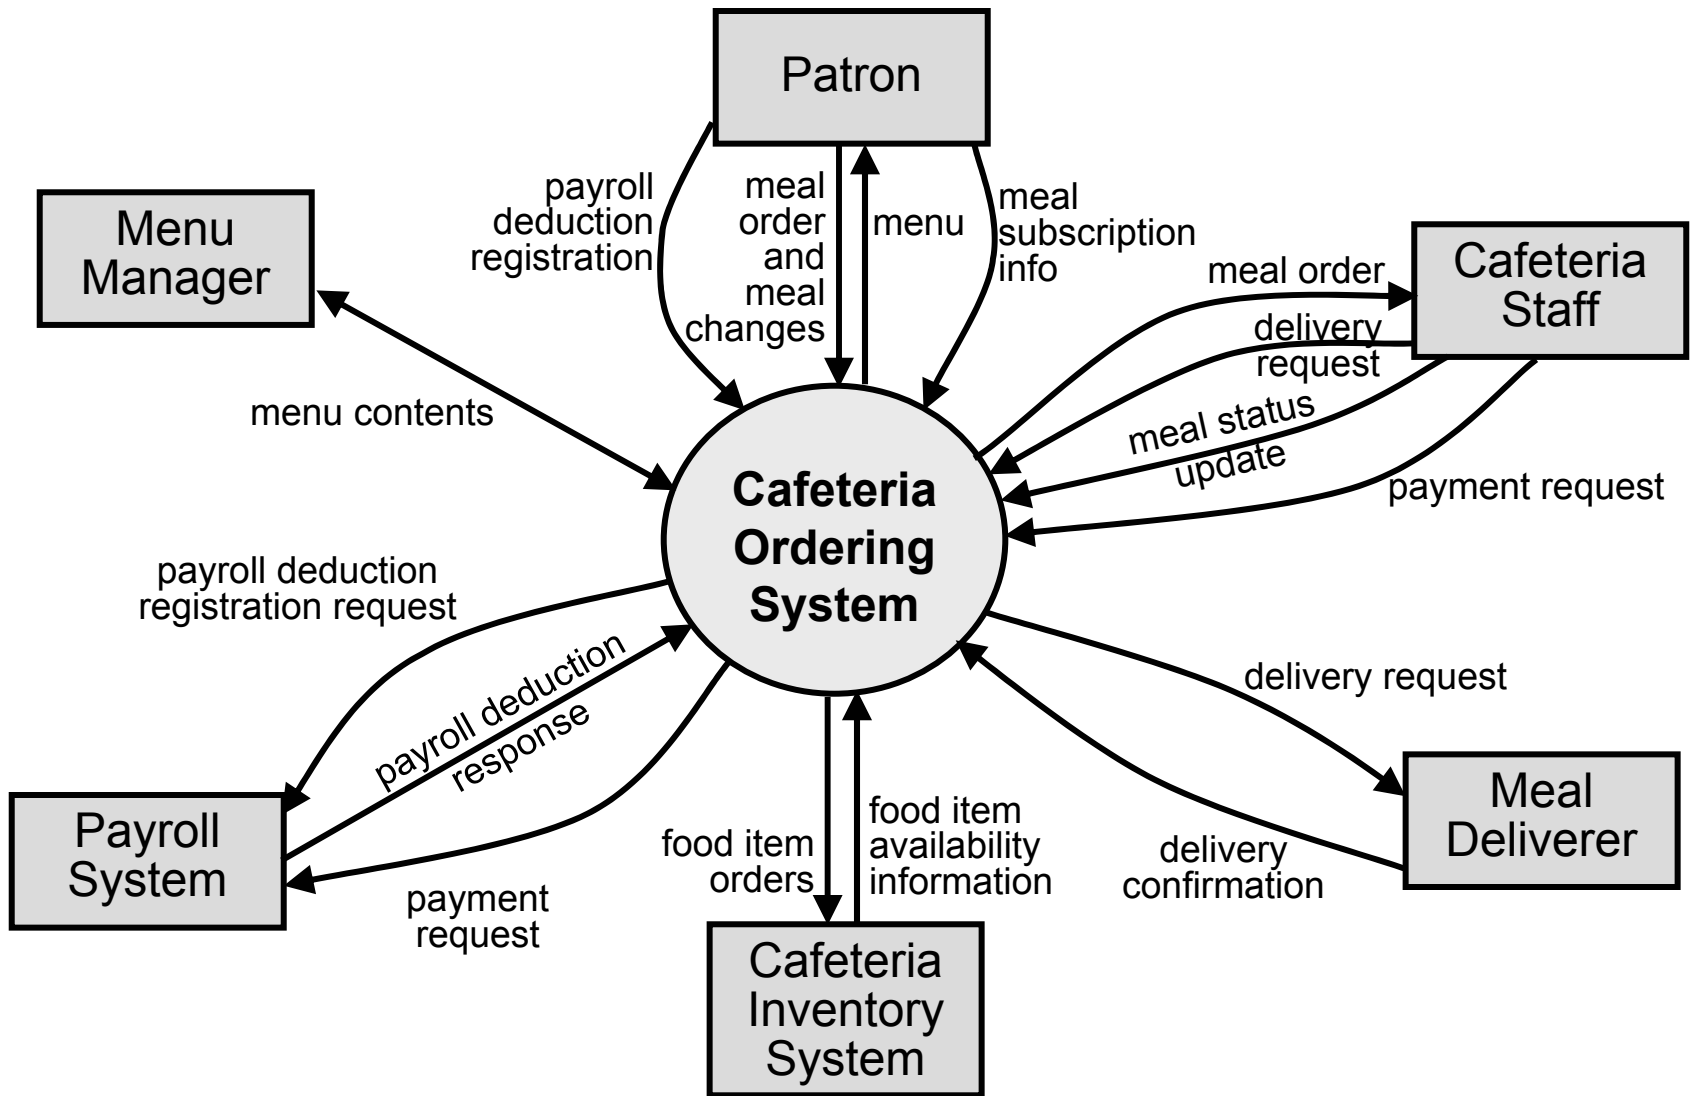 Patron
payroll
deduction
registration
meal
order
and
meal
changes
menu
meal
subscription
info
Menu
Manager
Cafeteria
Staff
meal order
delivery
request
meal status
update
payment request
menu contents
Cafeteria
Ordering
System
payroll deduction
registration request
payroll deduction
response
payment
request
Payroll
System
food item
orders
food item
availability
information
delivery request
delivery
confirmation
Meal
Deliverer
Cafeteria
Inventory
System